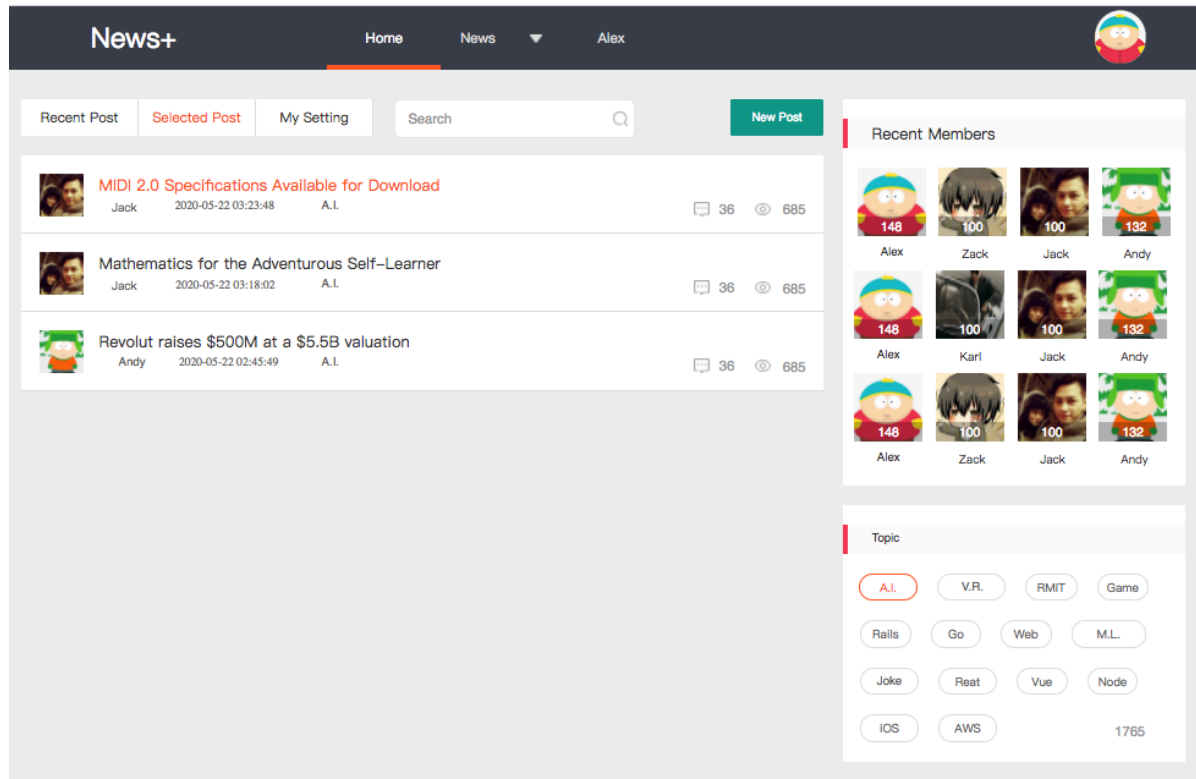 News+ Home News Alex
Recent Post Selected Post My Setting Search New Post
MIDI 2.0 Specifications Available for Download
Jack 2020-05-22 03:23:48 A.I.
36 685
Mathematics for the Adventurous Self-Learner
Jack 2020-05-22 03:18:02 A.I.
36 685
Revolut raises $500M at a $5.5B valuation
Andy 2020-05-22 02:45:49 A.I.
36 685
Recent Members
148 100 100 132
Alex Zack Jack Andy
148 100 100 132
Alex Karl Jack Andy
148 100 100 132
Alex Zack Jack Andy
Topic
A.I. V.R. RMIT Game
Rails Go Web M.L.
Joke Reat Vue Node
iOS AWS 1765